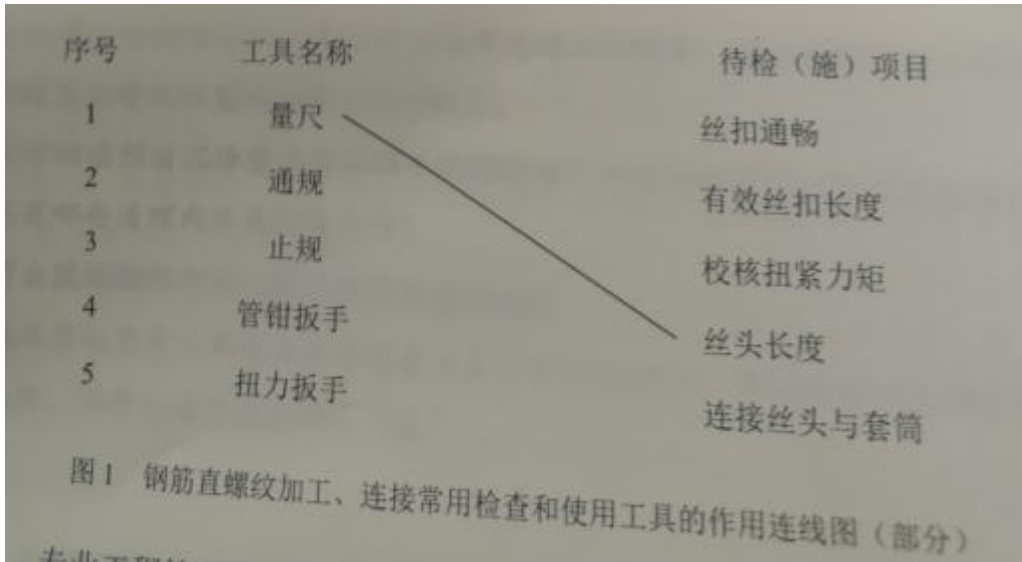 序号 工具名称 待检（施）项目
1 量尺 丝扣通畅
2 通规 有效丝扣长度
3 止规 校核扭紧力矩
4 管钳扳手 丝头长度
5 扭力扳手 连接丝头与套筒
图1 钢筋直螺纹加工、连接常用检查和使用工具的作用连线图（部分）